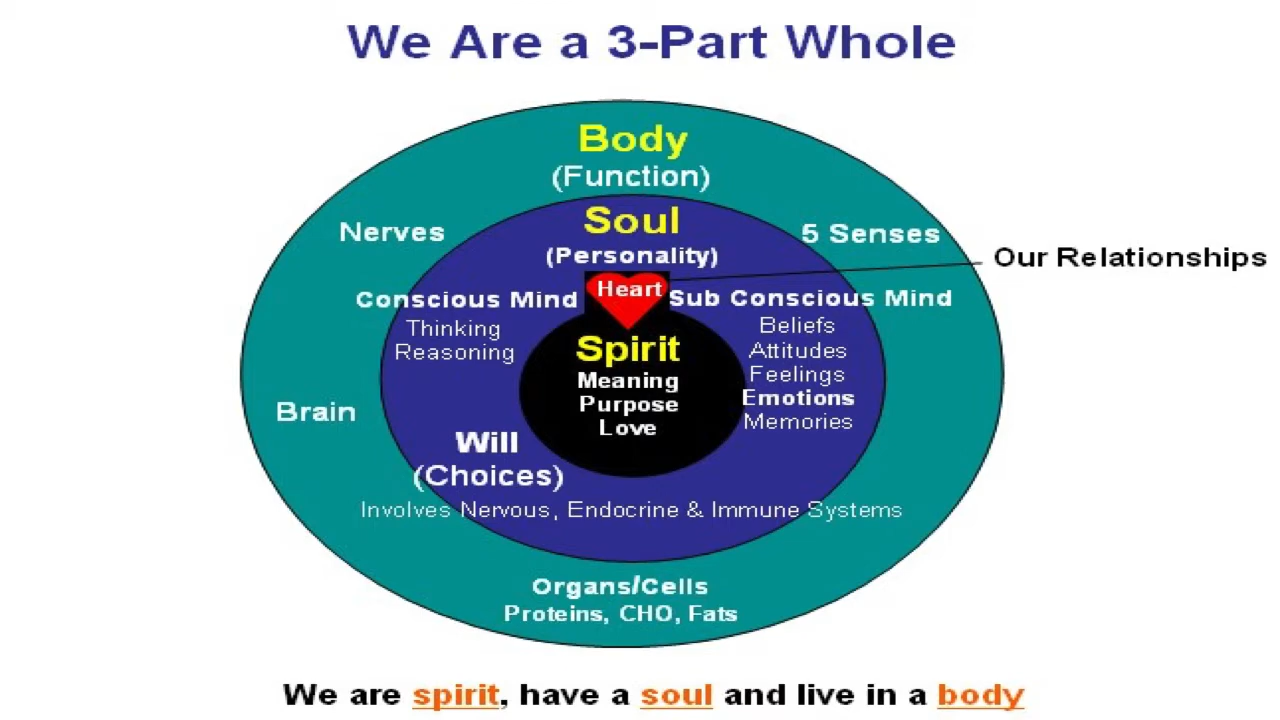 We Are a 3-Part Whole
Body
(Function)
Nerves
5 Senses
Soul
(Personality)
Our Relationships
Heart
Conscious Mind
Thinking
Reasoning
Sub Conscious Mind
Beliefs
Attitudes
Feelings
Emotions
Memories
Spirit
Meaning
Purpose
Love
Brain
Will
(Choices)
Involves Nervous, Endocrine & Immune Systems
Organs/Cells
Proteins, CHO, Fats
We are spirit, have a soul and live in a body